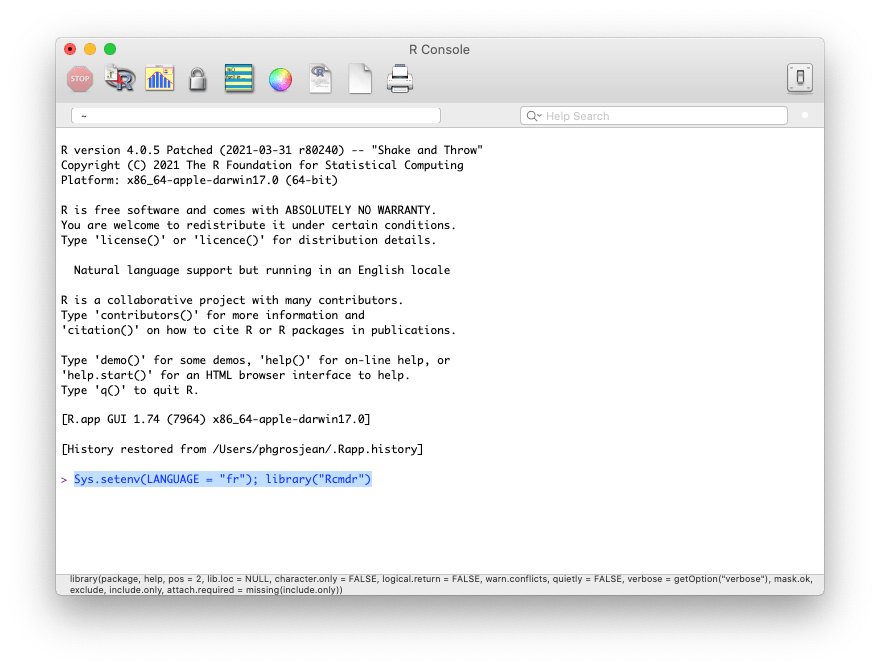 R Console
STOP
~
Help Search
R version 4.0.5 Patched (2021-03-31 r80240) -- "Shake and Throw"
Copyright (C) 2021 The R Foundation for Statistical Computing
Platform: x86_64-apple-darwin17.0 (64-bit)
R is free software and comes with ABSOLUTELY NO WARRANTY.
You are welcome to redistribute it under certain conditions.
Type 'license()' or 'licence()' for distribution details.
Natural language support but running in an English locale
R is a collaborative project with many contributors.
Type 'contributors()' for more information and
'citation()' on how to cite R or R packages in publications.
Type 'demo()' for some demos, 'help()' for on-line help, or
'help.start()' for an HTML browser interface to help.
Type 'q()' to quit R.
[R.app GUI 1.74 (7964) x86_64-apple-darwin17.0]
[History restored from /Users/phgrosjean/.Rapp.history]
> Sys.setenv(LANGUAGE = "fr"); library("Rcmdr")
library(package, help, pos = 2, lib.loc = NULL, character.only = FALSE, logical.return = FALSE, warn.conflicts, quietly = FALSE, verbose = getOption("verbose"), mask.ok,
exclude, include.only, attach.required = missing(include.only))